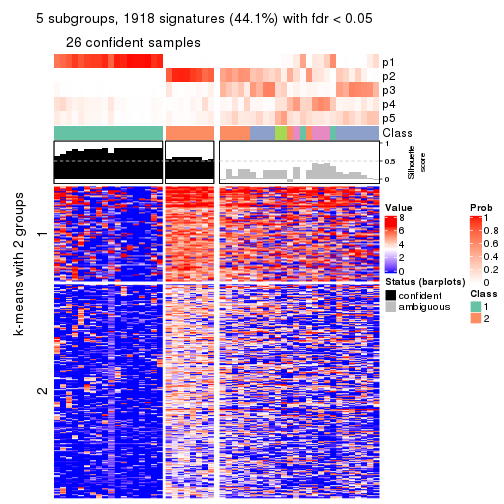 5 subgroups, 1918 signatures (44.1%) with fdr < 0.05
26 confident samples
p1
p2
p3
p4
p5
Class
1
0.5
0
Silhouette
score
k-means with 2 groups
1
2
Value
8
6
4
2
0
Status (barplots)
confident
ambiguous
Prob
1
0.8
0.6
0.4
0.2
0
Class
1
2